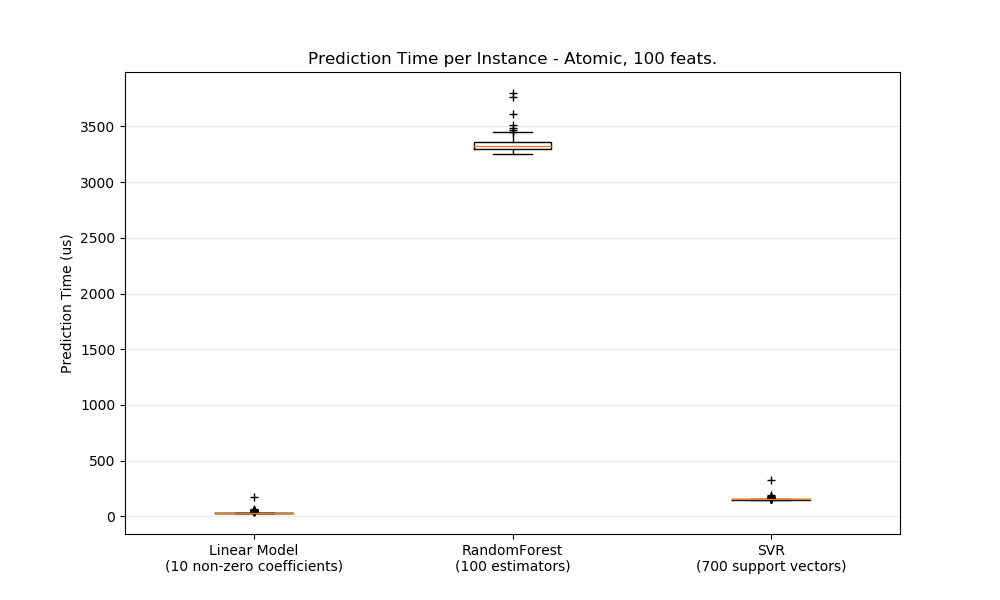 Prediction Time per Instance - Atomic, 100 feats.
Prediction Time (us)
3500
3000
2500
2000
1500
1000
500
0
Linear Model
(10 non-zero coefficients)
RandomForest
(100 estimators)
SVR
(700 support vectors)